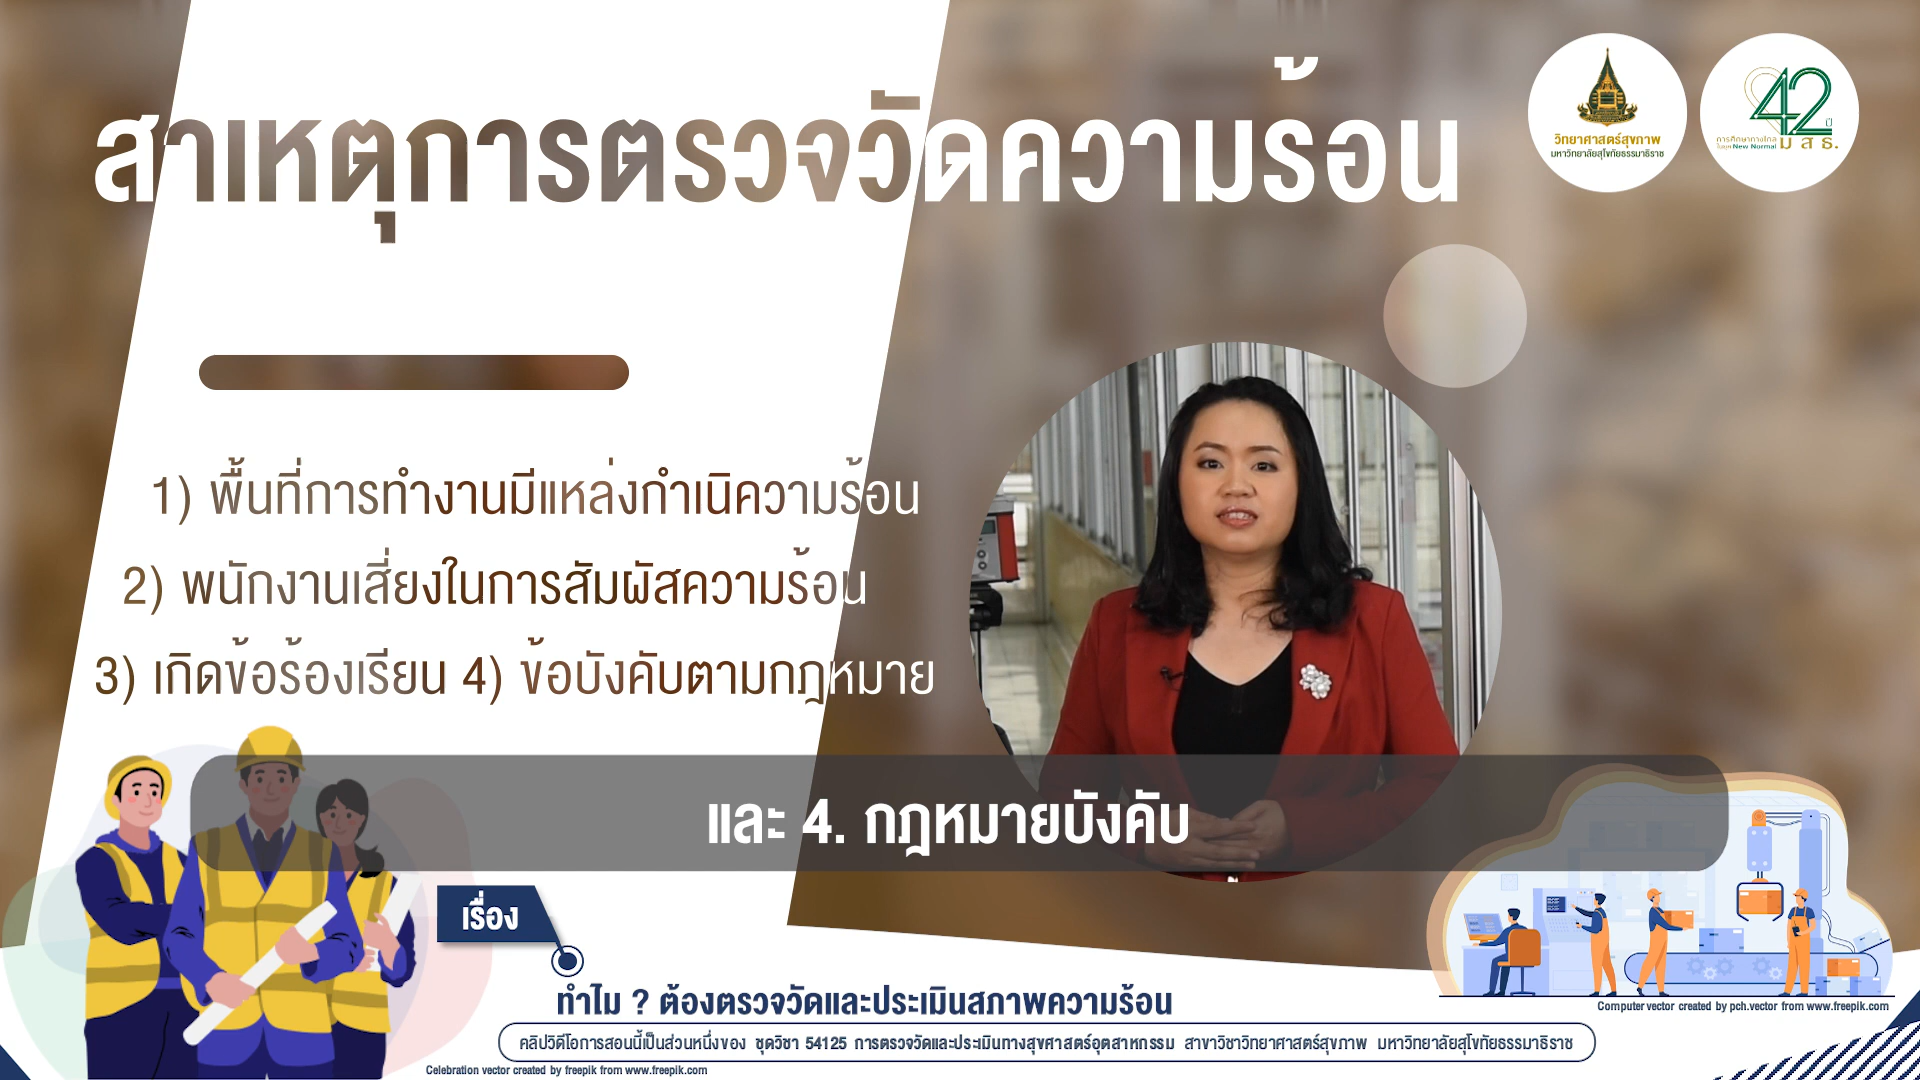 สาเหตุการตรวจวัดความร้อน
วิทยาศาสตร์สุขภาพ
มหาวิทยาลัยสุโขทัยธรรมาธิราช
42 ปี
การศึกษาทางไกล
New Normal มสธ.
1) พื้นที่การทำงานมีแหล่งกำเนิดความร้อน
2) พนักงานเสี่ยงในการสัมผัสความร้อน
3) เกิดข้อร้องเรียน 4) ข้อบังคับตามกฎหมาย
และ 4. กฎหมายบังคับ
เรื่อง
ทำไม ? ต้องตรวจวัดและประเมินสภาพความร้อน
Computer vector created by pch.vector from www.freepik.com
คลิปวิดีโอการสอนนี้เป็นส่วนหนึ่งของ ชุดวิชา 54125 การตรวจวัดและประเมินทางสุขศาสตร์อุตสาหกรรม สาขาวิชาวิทยาศาสตร์สุขภาพ มหาวิทยาลัยสุโขทัยธรรมาธิราช
Celebration vector created by freepik from www.freepik.com